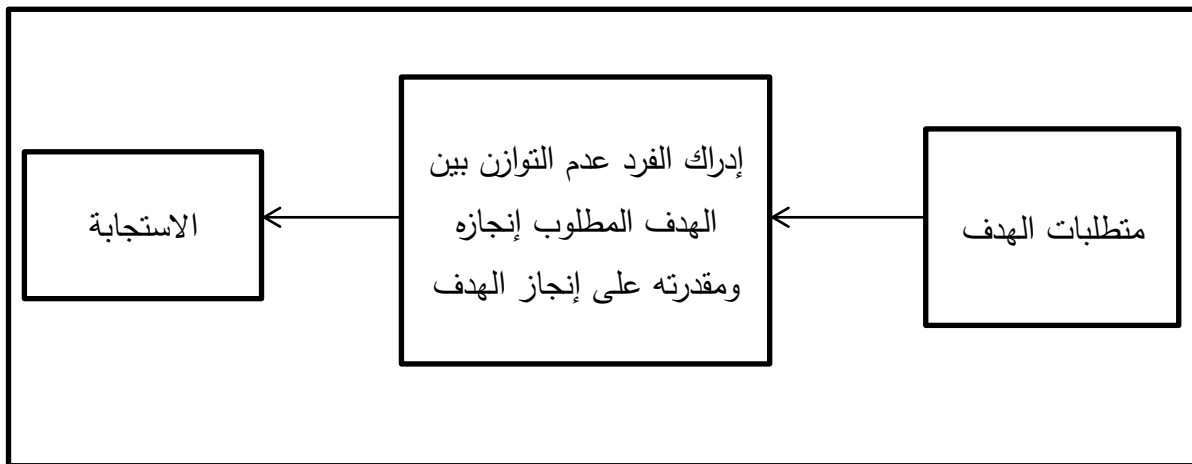 متطلبات الهدف
إدراك الفرد عدم التوازن بين
الهدف المطلوب إنجازه
ومقدرته على إنجاز الهدف
الاستجابة